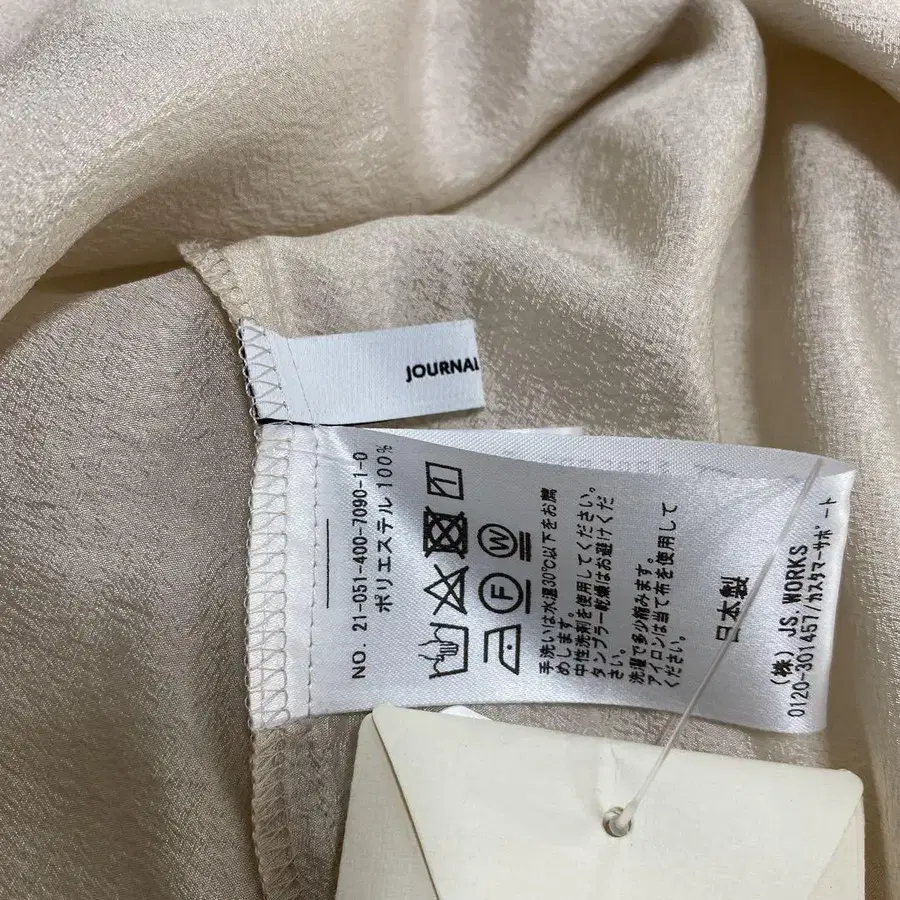 JOURNAL
NO. 21-051-400-7090-1-0
ポリエステル 100%
W
F
手洗いは水温30℃以下をお薦
めします。
中性洗剤を使用してください。
タンブラー乾燥はお避けくだ
さい。
洗濯で多少縮みます。
アイロンは当て布を使用して
ください。
日本製
(株) JS.WORKS
0120-301457/カスタマーサポート